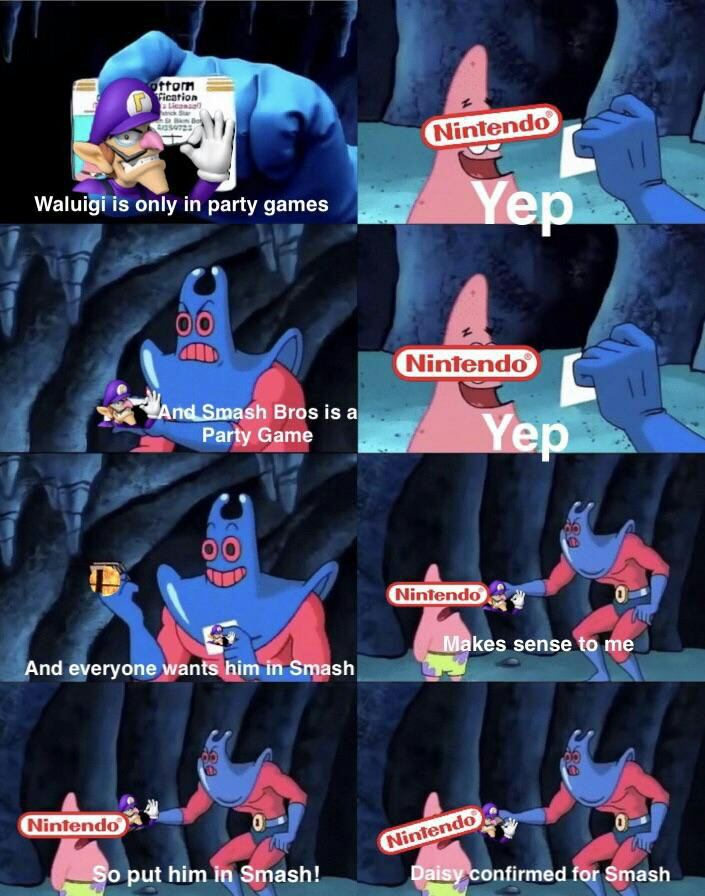 ottom
fication
Waluigi is only in party games
Nintendo®
Yep
And Smash Bros is a
Party Game
Nintendo®
Yep
And everyone wants him in Smash
Nintendo®
Makes sense to me
Nintendo®
So put him in Smash!
Nintendo®
Daisy confirmed for Smash